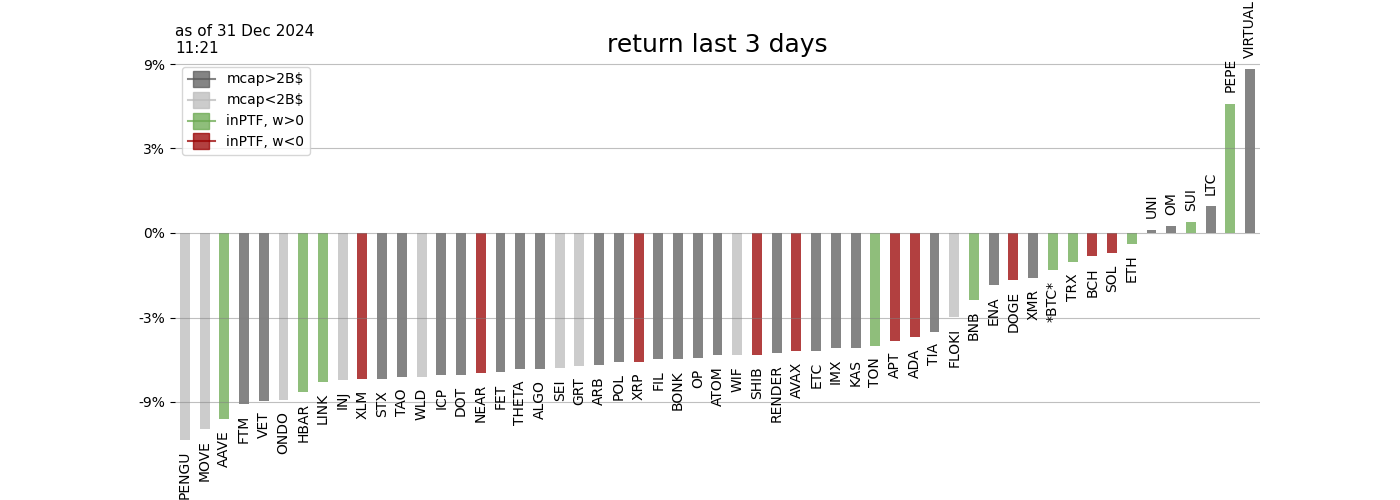 as of 31 Dec 2024
11:21
return last 3 days
9%
3%
0%
-3%
-9%
mcap>2B$
mcap<2B$
inPTF, w>0
inPTF, w<0
PENGU
MOVE
AAVE
FTM
VET
ONDO
HBAR
LINK
INJ
XLM
STX
TAO
WLD
ICP
DOT
NEAR
FET
THETA
ALGO
SEI
GRT
ARB
POL
XRP
FIL
BONK
OP
ATOM
WIF
SHIB
RENDER
AVAX
ETC
IMX
KAS
TON
APT
ADA
TIA
FLOKI
BNB
ENA
DOGE
XMR
*BTC*
TRX
BCH
SOL
ETH
UNI
OM
SUI
LTC
PEPE
VIRTUAL